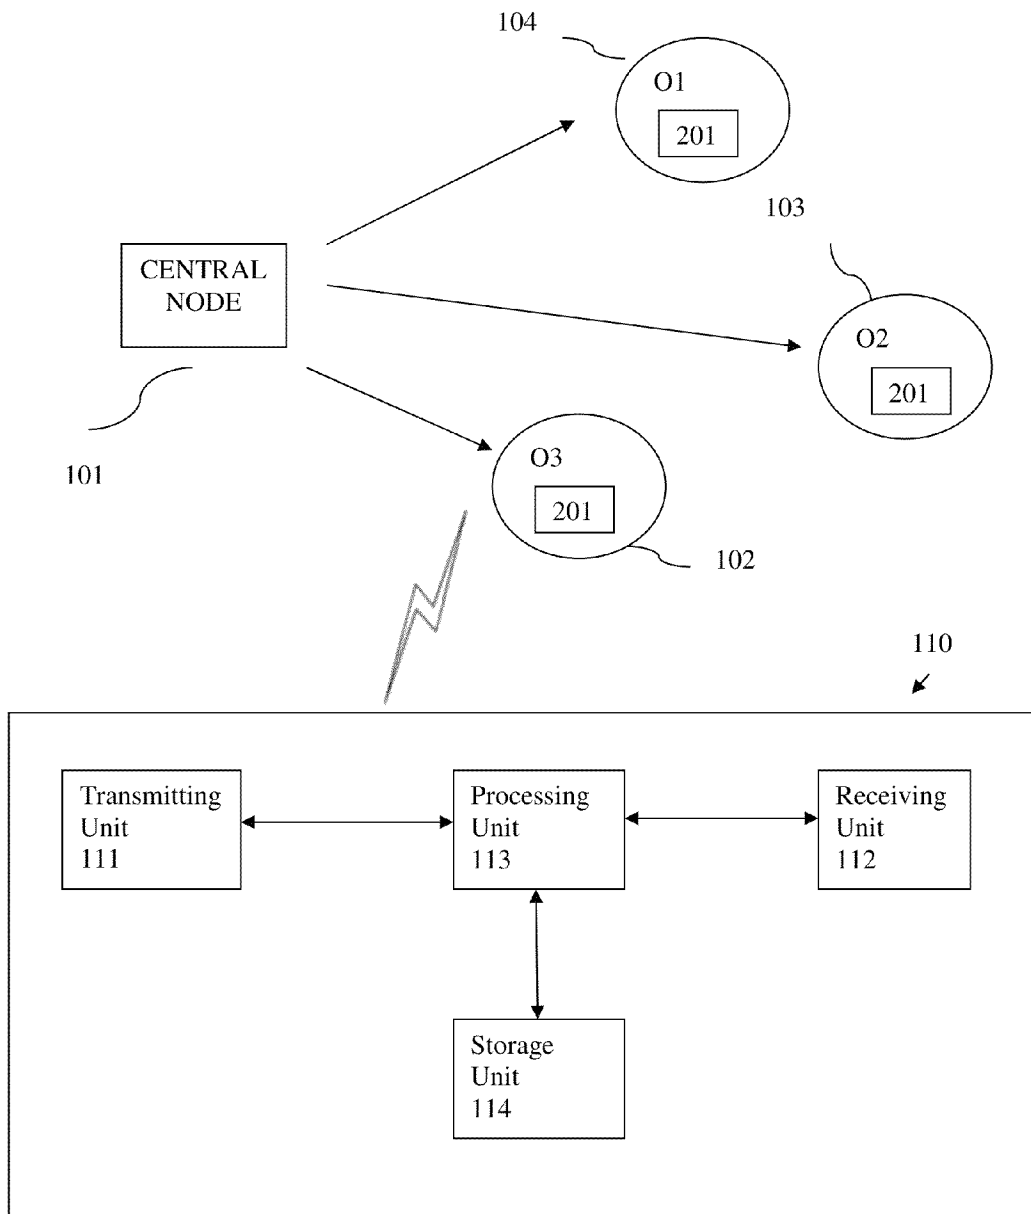 104
O1
201
103
CENTRAL
NODE
O2
201
101
O3
201
102
110
Transmitting
Unit
111
Processing
Unit
113
Receiving
Unit
112
Storage
Unit
114